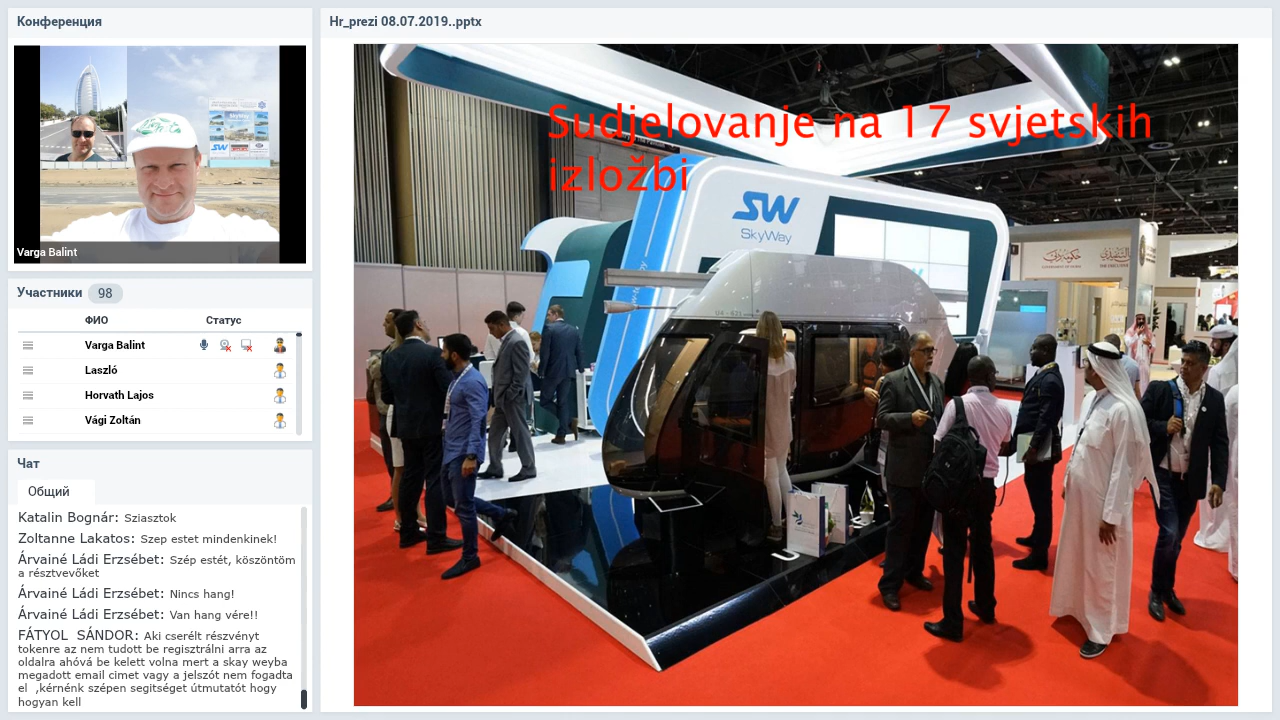 Конференция
Varga Balint
Участники 98
ФИО Статус
Varga Balint
Laszló
Horvath Lajos
Vági Zoltán
Чат
Общий
Katalin Bognár: Sziasztok
Zoltanne Lakatos: Szep estet mindenkinek!
Árvainé Ládi Erzsébet: Szép estét, köszöntöm
a résztvevőket
Árvainé Ládi Erzsébet: Nincs hang!
Árvainé Ládi Erzsébet: Van hang vére!!
FÁTYOL SÁNDOR: Aki cserélt részvényt
tokenre az nem tudott be regisztrálni arra az
oldalra ahóvá be kelett volna mert a skay weyba
megadott email cimet vagy a jelszót nem fogadta
el ,kérnénk szépen segitséget útmutatót hogy
hogyan kell
Hr_prezi 08.07.2019..pptx
Sudjelovanje na 17 svjetskih
izložbi
SW
SkyWay
U4-621